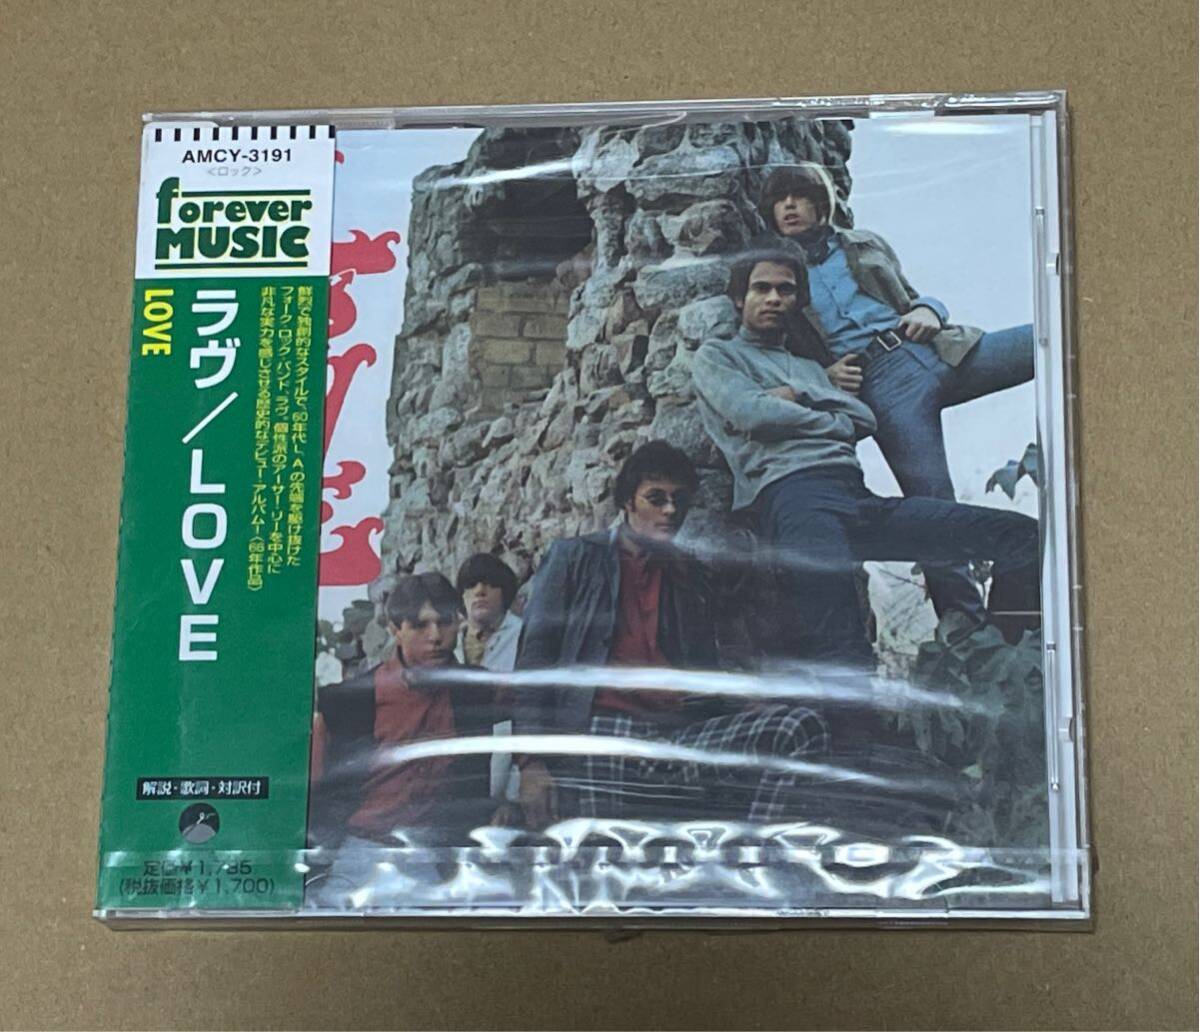 AMCY-3191
<ロック>
forever
MUSIC
ラヴ/LOVE
LOVE
鮮烈で独創的なスタイルで、60年代L.A.の先端を駆け抜けた
フォーク・ロック・バンド、ラヴ。個性派のアーサー・リーを中心に
非凡な実力を感じさせる歴史的なデビュー・アルバム!〈66年作品〉
解説・歌詞・対訳付
定価¥1,785
(税抜価格¥1,700)